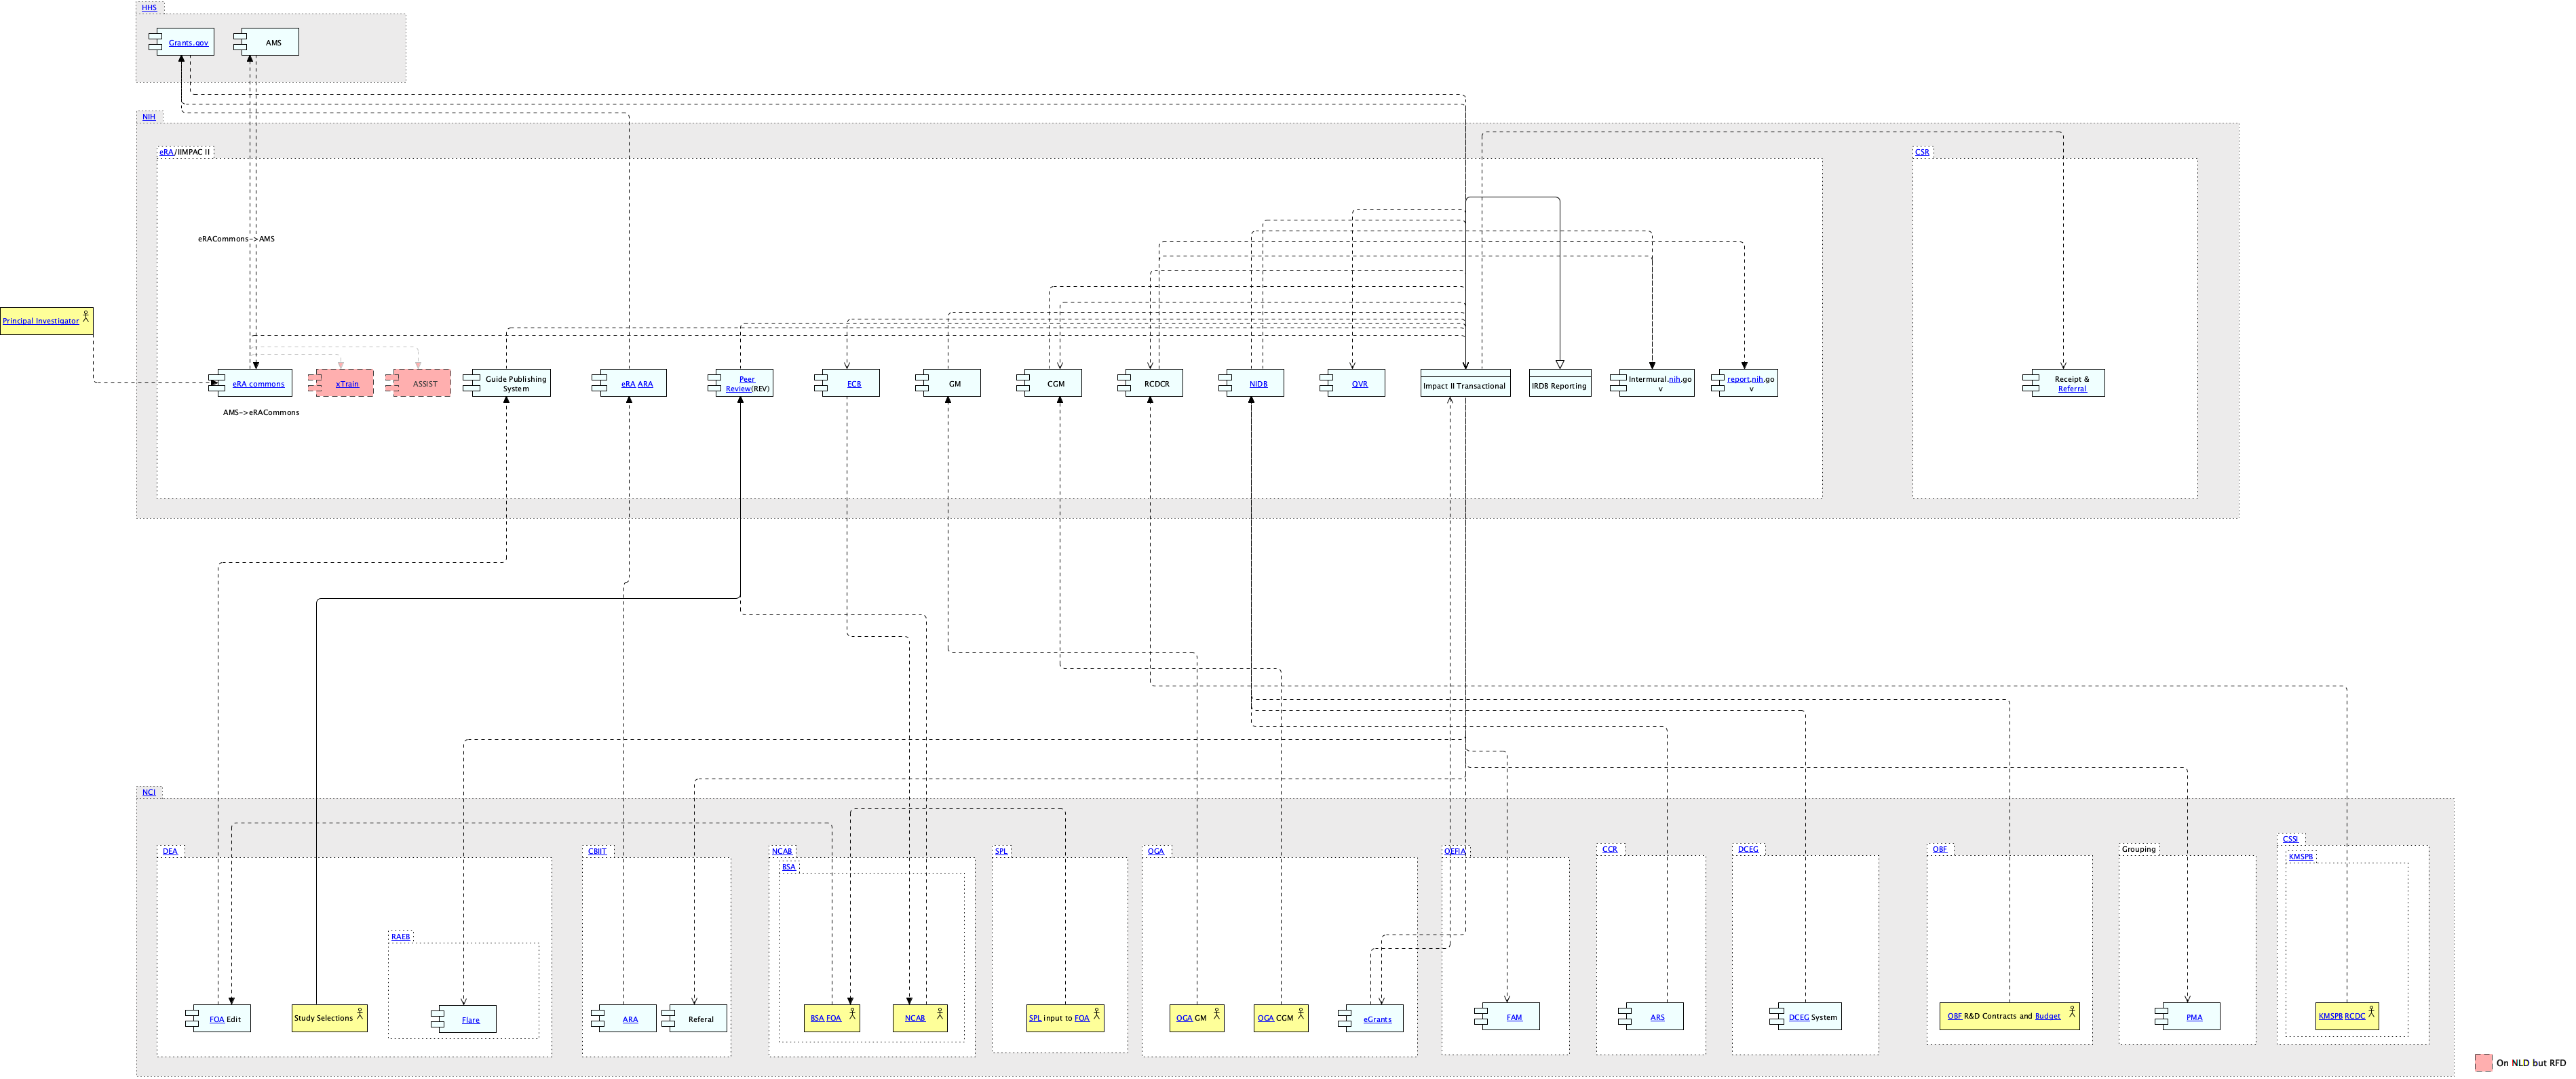 HHS
Grants.gov
AMS
NIH
eRA/IIMPAC II
CSR
eRACommons->AMS
Principal Investigator
eRA commons
xTrain
ASSIST
Guide Publishing
System
eRA ARA
Peer
Review(REV)
ECB
GM
CGM
RCDCR
NIDB
QVR
Impact II Transactional
IRDB Reporting
Intermural.nih.go
v
report.nih.go
v
Receipt &
Referral
AMS->eRACommons
NCI
DEA
CBIIT
NCAB
BSA
SPL
OGA
OEFIA
CCR
DCEG
OBF
Grouping
CSSI
KMSPB
RAEB
FOA Edit
Study Selections
Flare
ARA
Referal
BSA FOA
NCAB
SPL input to FOA
OGA GM
OGA CGM
eGrants
FAM
ARS
DCEG System
OBF R&D Contracts and Budget
PMA
KMSPB RCDC
On NLD but RFD